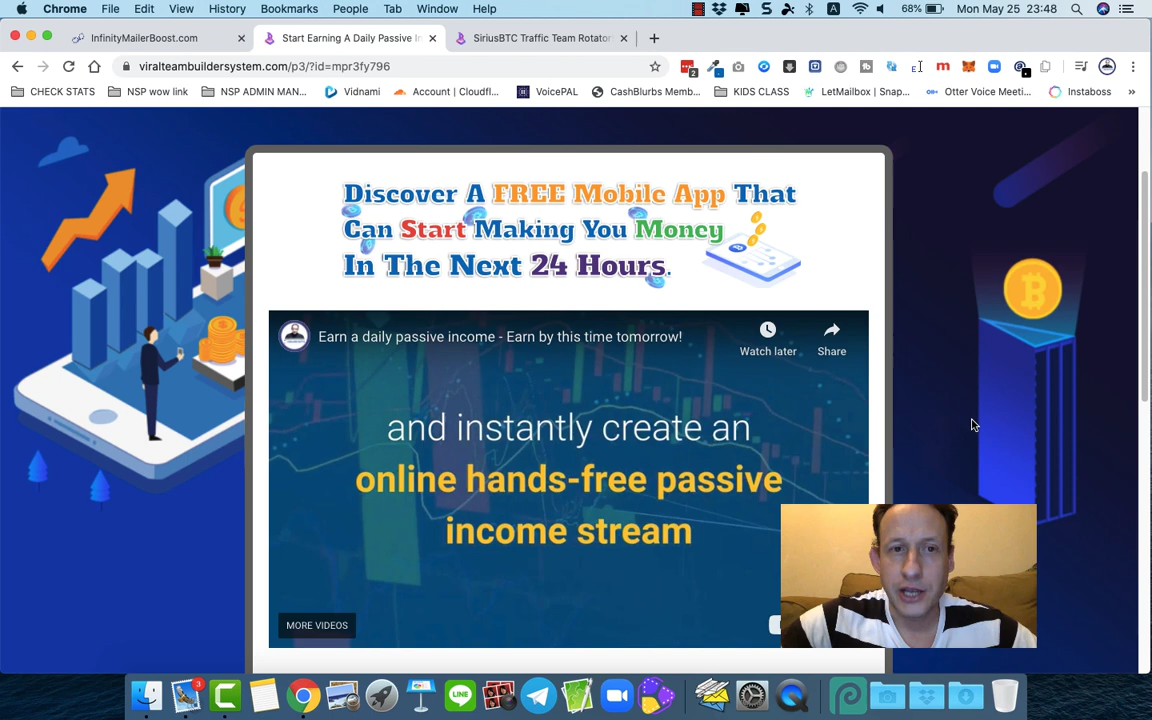 Chrome File Edit View History Bookmarks People Tab Window Help 68% Mon May 25 23:48
InfinityMailerBoost.com Start Earning A Daily Passive In SiriusBTC Traffic Team Rotator
viralteambuildersystem.com/p3/?id=mpr3fy796
CHECK STATS NSP wow link NSP ADMIN MAN... Vidnami Account | Cloudfl... VoicePAL CashBlurbs Memb... KIDS CLASS LetMailbox | Snap... Otter Voice Meeti... Instaboss »
Discover A FREE Mobile App That
Can Start Making You Money
In The Next 24 Hours.
Earn a daily passive income - Earn by this time tomorrow!
Watch later Share
and instantly create an
online hands-free passive
income stream
MORE VIDEOS
LINE